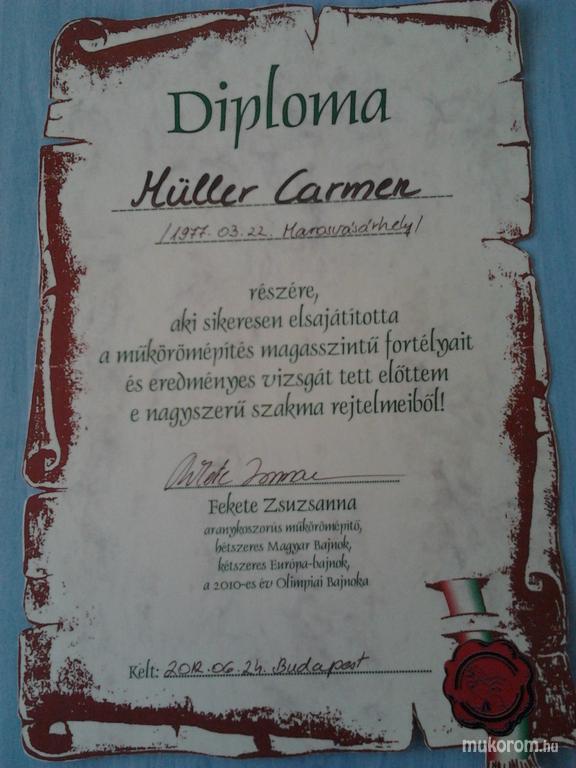 Diploma
Müller Carmen
/1977. 03. 22. Marosvásárhely/
részére,
aki sikeresen elsajátította
a műkörömépítés magasszintű fortélyait
és eredményes vizsgát tett előttem
e nagyszerű szakma rejtelmeiből!
Fekete Zsuzsanna
aranykoszorús műkörömépítő,
hétszeres Magyar Bajnok,
kétszeres Európa-bajnok,
a 2010-es év Olimpiai Bajnoka
Kelt: 2012. 06. 24. Budapest
mukorom.hu